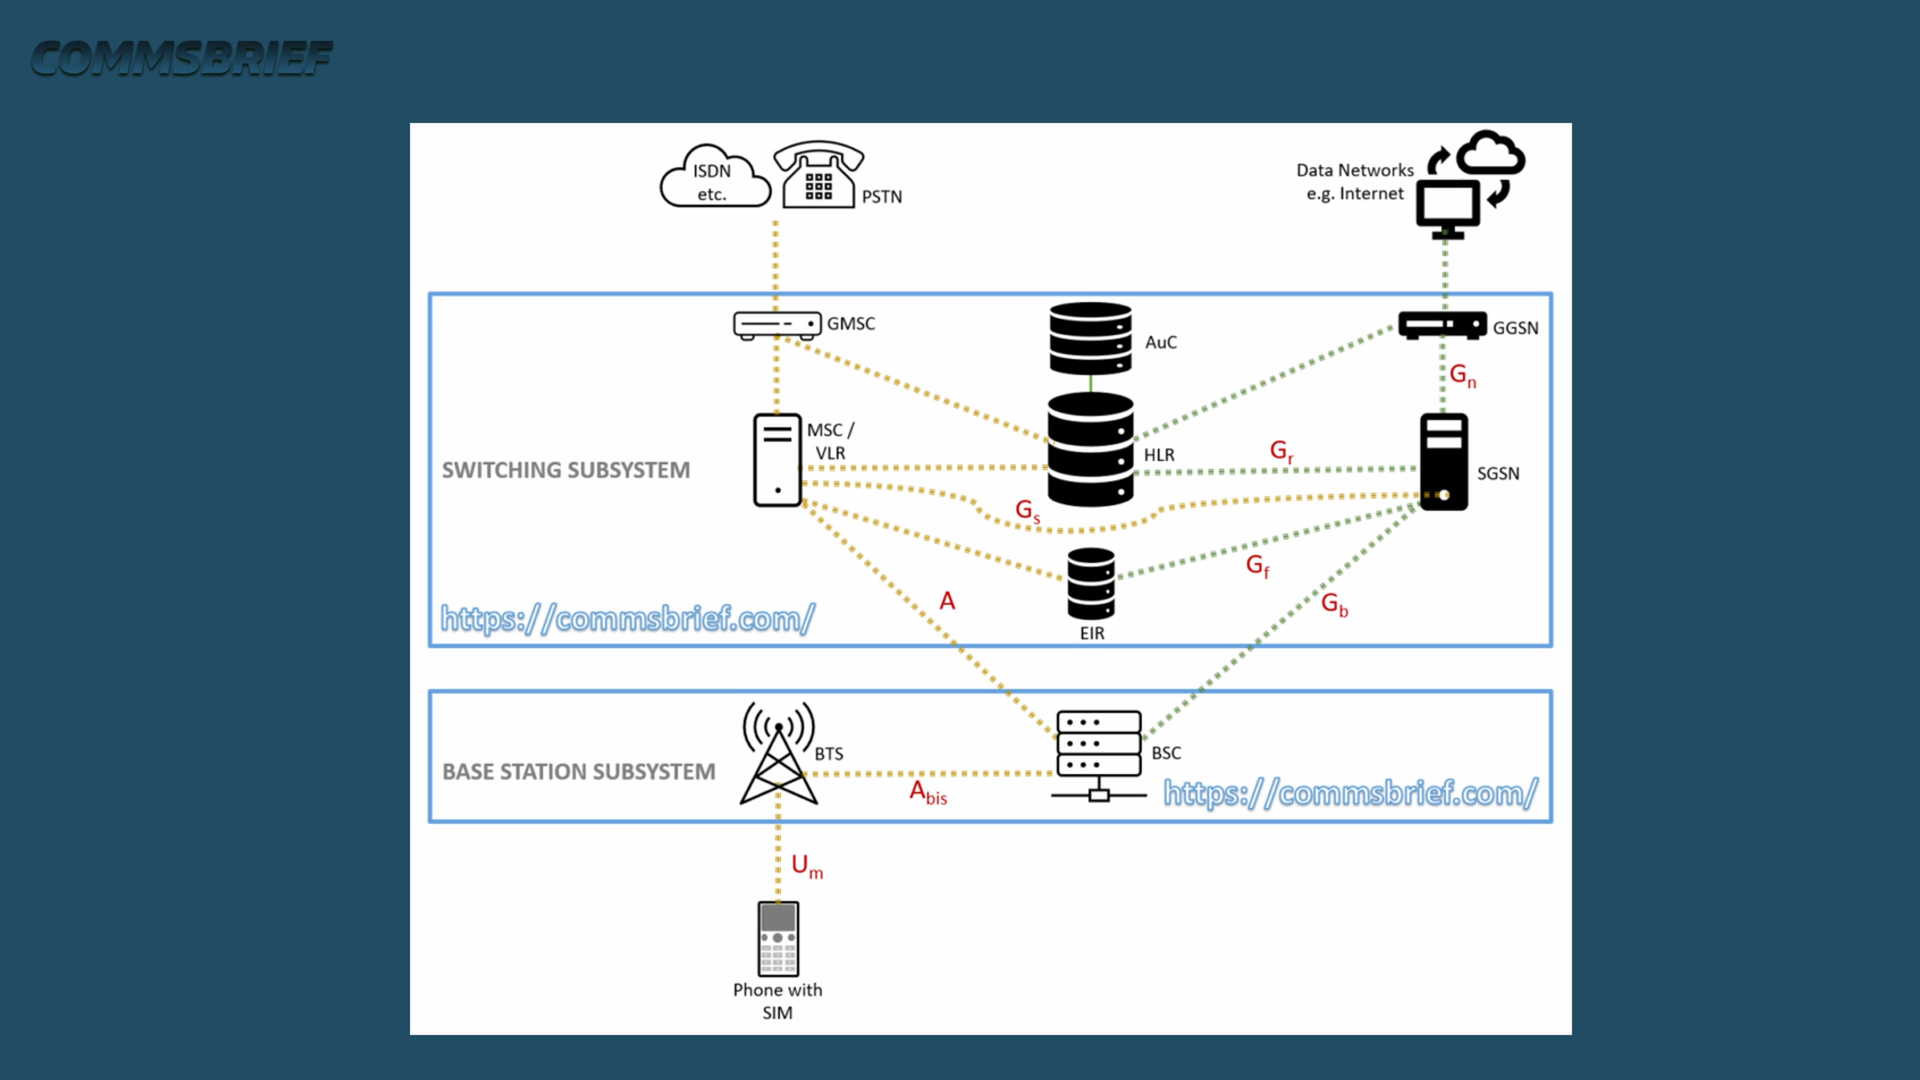 COMMSBRIEF
ISDN
etc.
PSTN
Data Networks
e.g. Internet
GMSC
AuC
GGSN
Gn
MSC /
VLR
HLR
Gr
SGSN
SWITCHING SUBSYSTEM
Gs
Gf
A
Gb
https://commsbrief.com/
EIR
BTS
BSC
BASE STATION SUBSYSTEM
Abis
https://commsbrief.com/
Um
Phone with
SIM